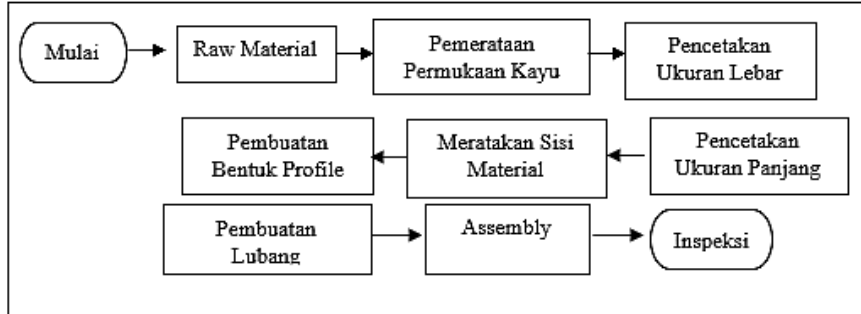 Mulai
Raw Material
Pemerataan
Permukaan Kayu
Pencetakan
Ukuran Lebar
Pembuatan
Bentuk Profile
Meratakan Sisi
Material
Pencetakan
Ukuran Panjang
Pembuatan
Lubang
Assembly
Inspeksi